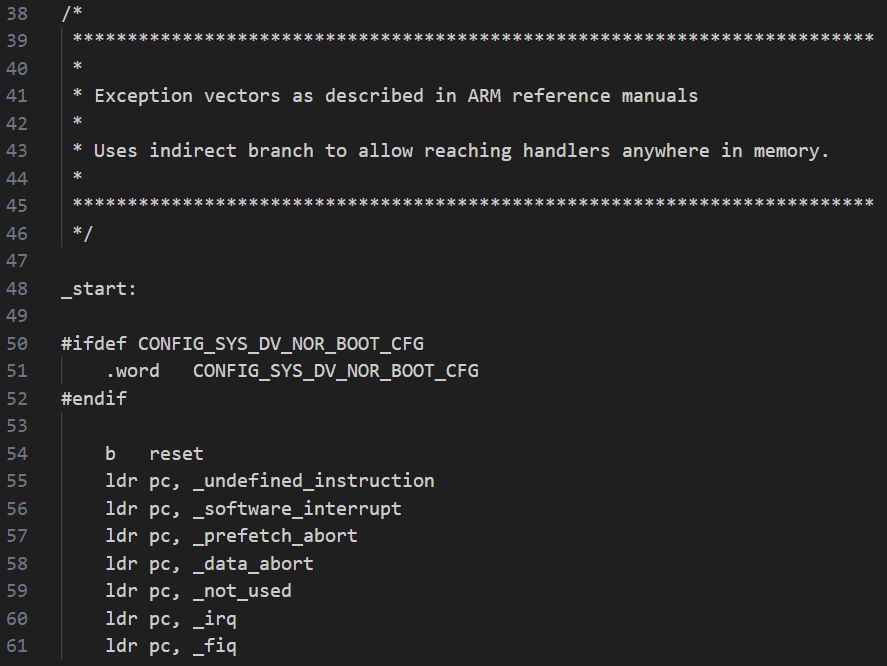 38 /*
39 *************************************************************************
40 *
41 * Exception vectors as described in ARM reference manuals
42 *
43 * Uses indirect branch to allow reaching handlers anywhere in memory.
44 *
45 *************************************************************************
46 */
47
48 _start:
49
50 #ifdef CONFIG_SYS_DV_NOR_BOOT_CFG
51 .word CONFIG_SYS_DV_NOR_BOOT_CFG
52 #endif
53
54 b reset
55 ldr pc, _undefined_instruction
56 ldr pc, _software_interrupt
57 ldr pc, _prefetch_abort
58 ldr pc, _data_abort
59 ldr pc, _not_used
60 ldr pc, _irq
61 ldr pc, _fiq